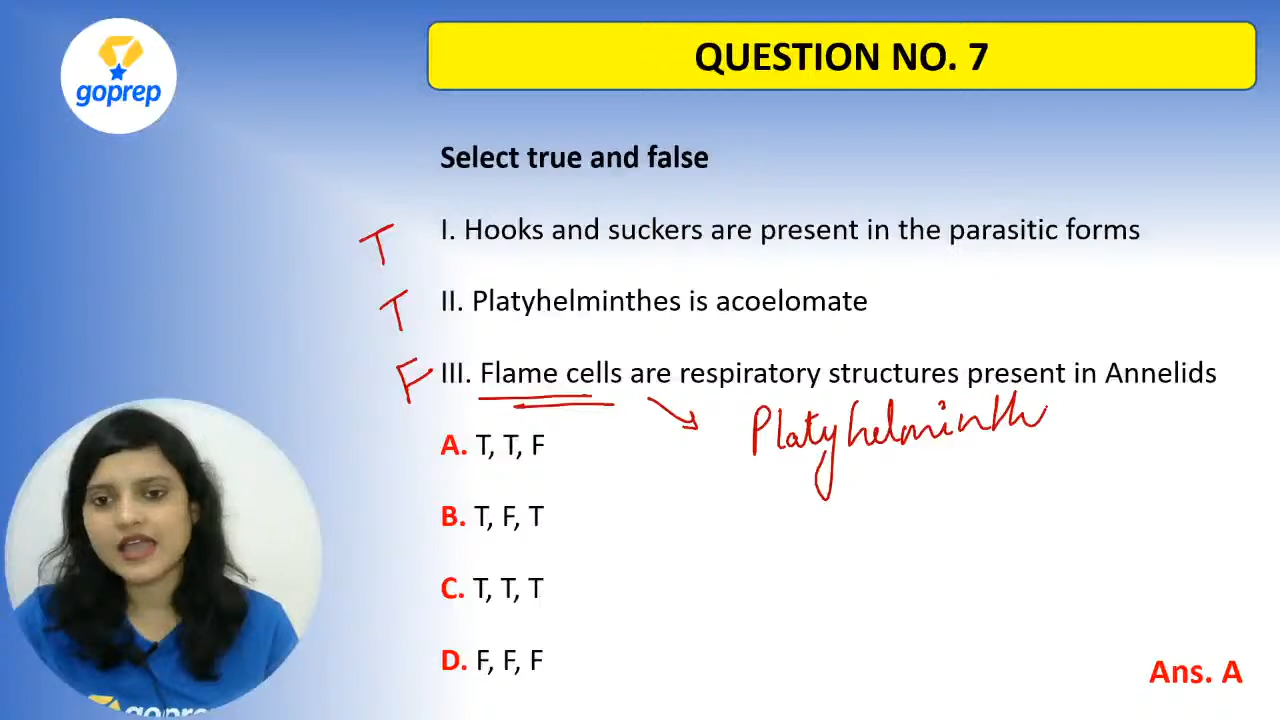 goprep
QUESTION NO. 7
Select true and false
T
I. Hooks and suckers are present in the parasitic forms
T
II. Platyhelminthes is acoelomate
F
III. Flame cells are respiratory structures present in Annelids
Platyhelminth
A. T, T, F
B. T, F, T
C. T, T, T
D. F, F, F
Ans. A
goprep